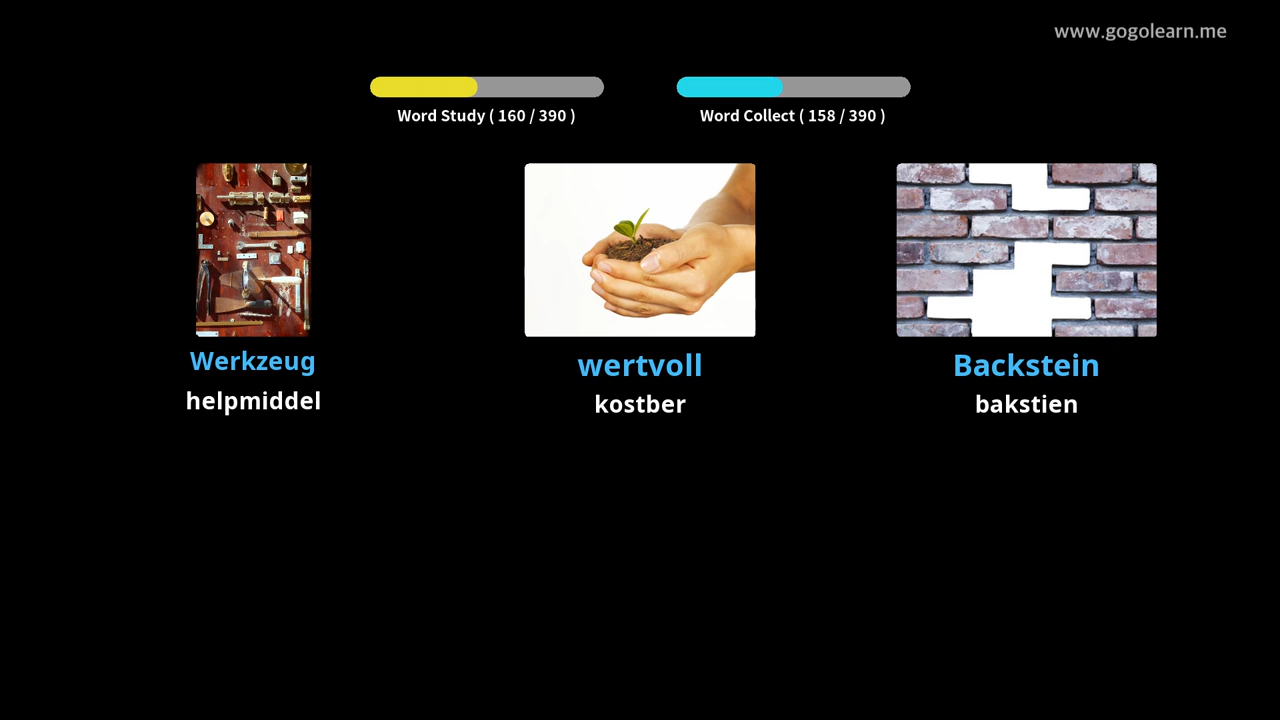 www.gogolearn.me
Word Study ( 160 / 390 )
Word Collect ( 158 / 390 )
Werkzeug
helpmiddel
wertvoll
kostber
Backstein
bakstien